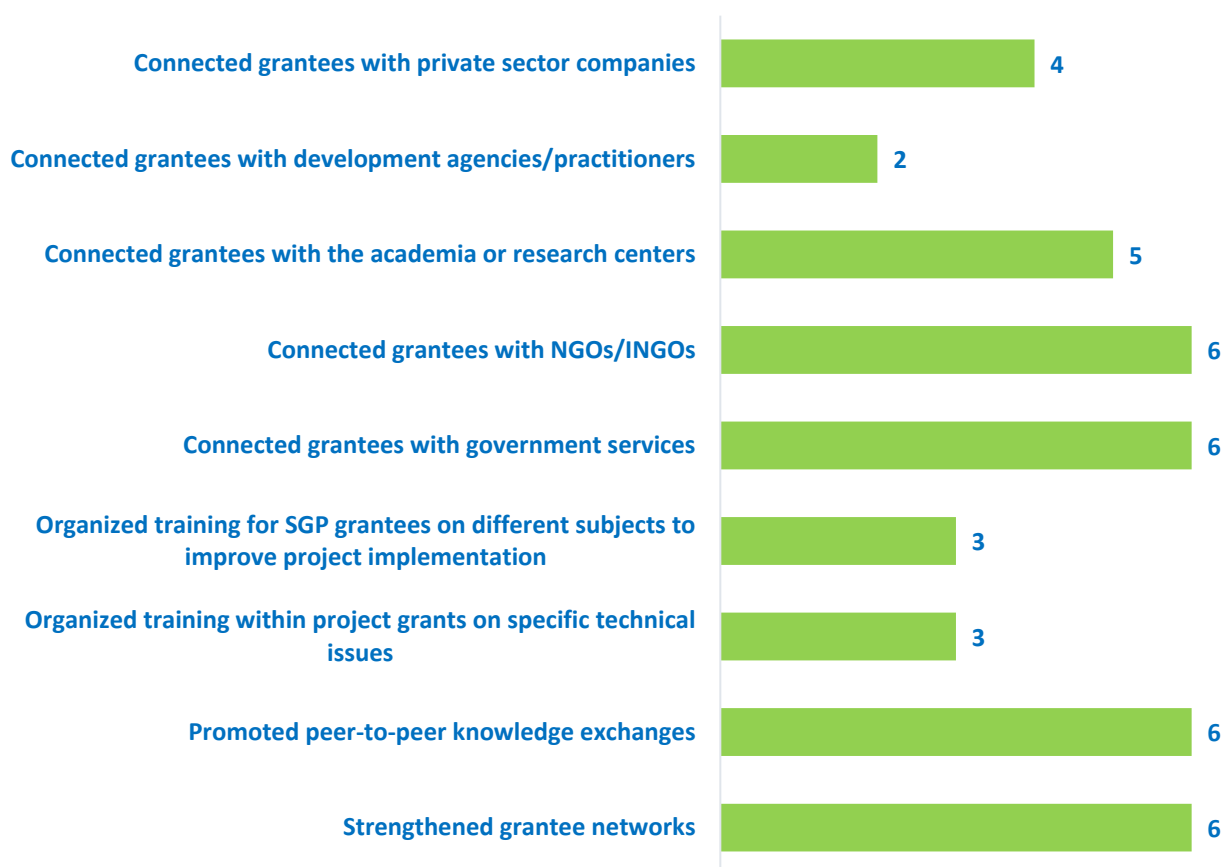 Connected grantees with private sector companies
4
Connected grantees with development agencies/practitioners
2
Connected grantees with the academia or research centers
5
Connected grantees with NGOs/INGOs
6
Connected grantees with government services
6
Organized training for SGP grantees on different subjects to
improve project implementation
3
Organized training within project grants on specific technical
issues
3
Promoted peer-to-peer knowledge exchanges
6
Strengthened grantee networks
6